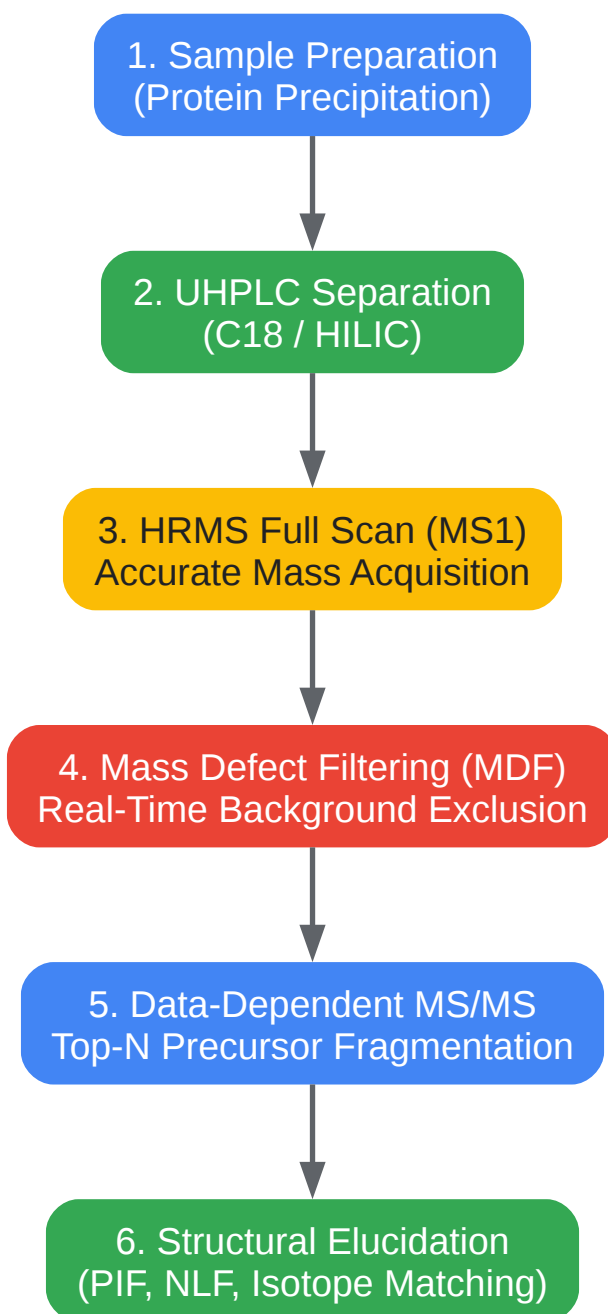 1. Sample Preparation
(Protein Precipitation)
2. UHPLC Separation
(C18 / HILIC)
3. HRMS Full Scan (MS1)
Accurate Mass Acquisition
4. Mass Defect Filtering (MDF)
Real-Time Background Exclusion
5. Data-Dependent MS/MS
Top-N Precursor Fragmentation
6. Structural Elucidation
(PIF, NLF, Isotope Matching)